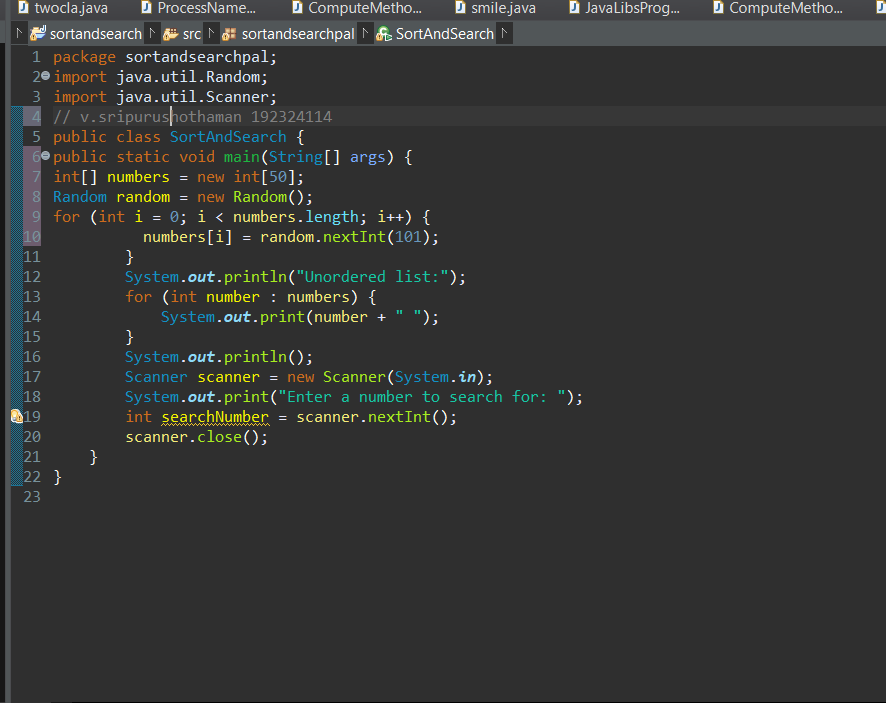 twocla.java ProcessName... ComputeMetho... smile.java JavaLibsProg... ComputeMetho...
sortandsearch src sortandsearchpal SortAndSearch
1 package sortandsearchpal;
2 import java.util.Random;
3 import java.util.Scanner;
4 // v.sripurushothaman 192324114
5 public class SortAndSearch {
6 public static void main(String[] args) {
7 int[] numbers = new int[50];
8 Random random = new Random();
9 for (int i = 0; i < numbers.length; i++) {
10 numbers[i] = random.nextInt(101);
11 }
12 System.out.println("Unordered list:");
13 for (int number : numbers) {
14 System.out.print(number + " ");
15 }
16 System.out.println();
17 Scanner scanner = new Scanner(System.in);
18 System.out.print("Enter a number to search for: ");
19 int searchNumber = scanner.nextInt();
20 scanner.close();
21 }
22 }
23